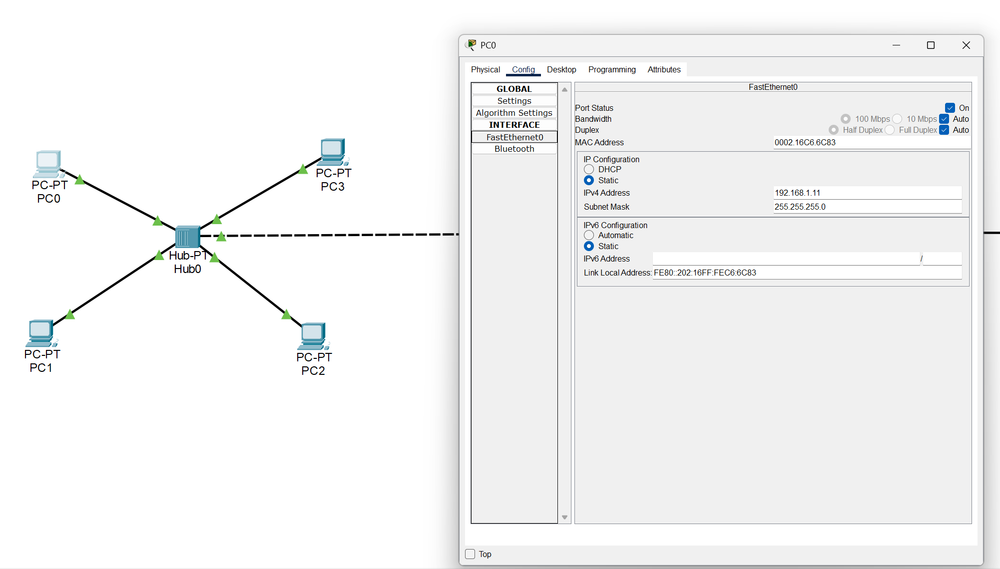 PC-PT
PC0
PC-PT
PC3
Hub-PT
Hub0
PC-PT
PC1
PC-PT
PC2
PC0
Physical Config Desktop Programming Attributes
GLOBAL
Settings
Algorithm Settings
INTERFACE
FastEthernet0
Bluetooth
FastEthernet0
Port Status On
Bandwidth 100 Mbps 10 Mbps Auto
Duplex Half Duplex Full Duplex Auto
MAC Address 0002.16C6.6C83
IP Configuration
DHCP
Static
IPv4 Address 192.168.1.11
Subnet Mask 255.255.255.0
IPv6 Configuration
Automatic
Static
IPv6 Address /
Link Local Address: FE80::202:16FF:FEC6:6C83
Top